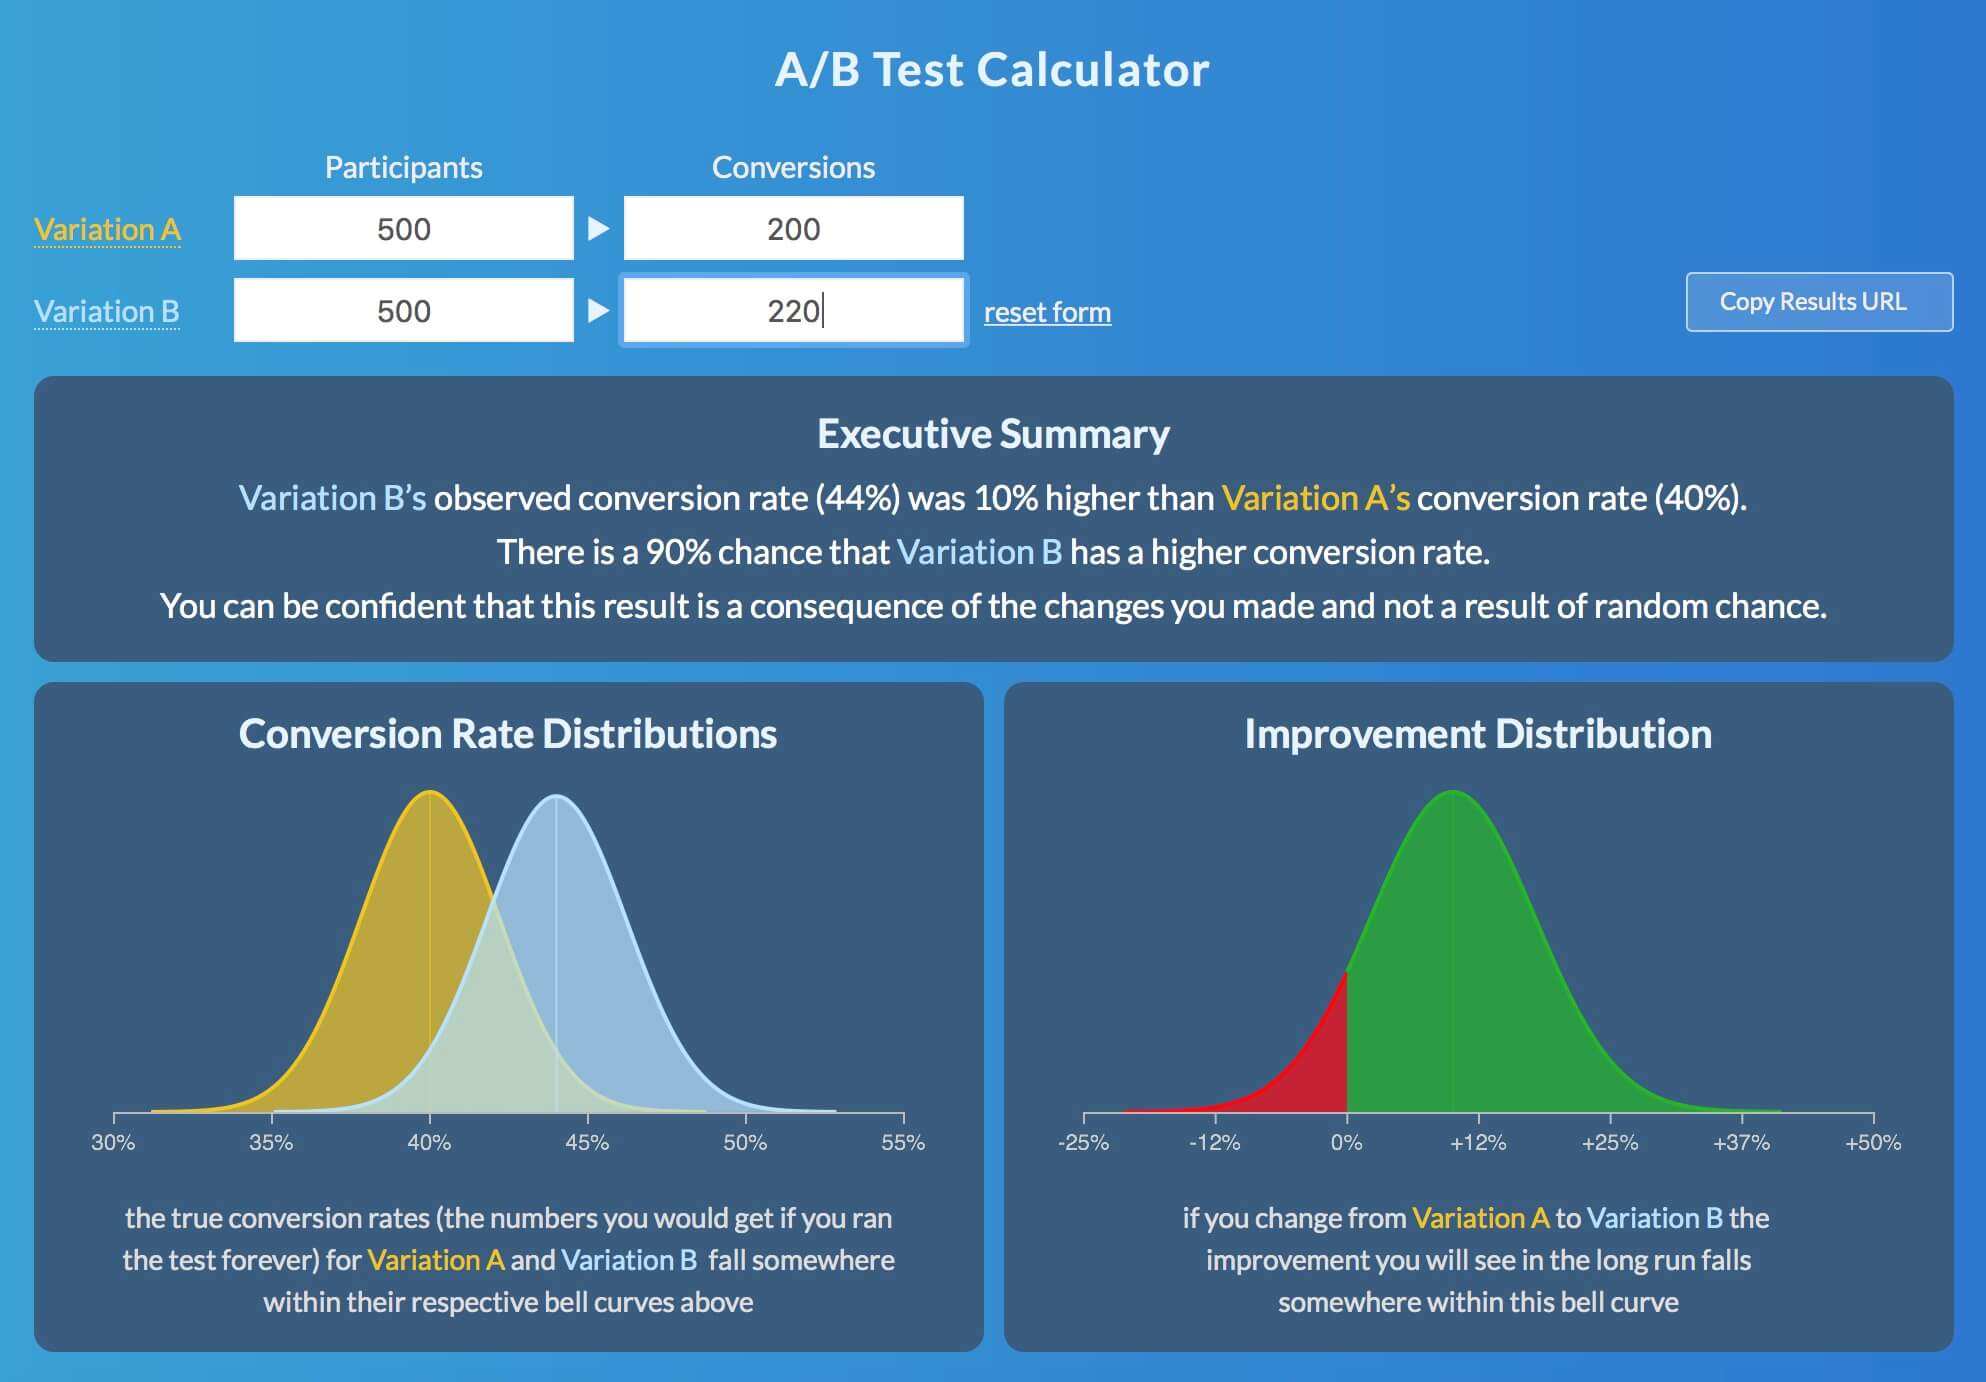 A/B Test Calculator
Participants Conversions
Variation A 500 200
Variation B 500 220 reset form Copy Results URL
Executive Summary
Variation B’s observed conversion rate (44%) was 10% higher than Variation A’s conversion rate (40%).
There is a 90% chance that Variation B has a higher conversion rate.
You can be confident that this result is a consequence of the changes you made and not a result of random chance.
Conversion Rate Distributions
30% 35% 40% 45% 50% 55%
the true conversion rates (the numbers you would get if you ran
the test forever) for Variation A and Variation B fall somewhere
within their respective bell curves above
Improvement Distribution
-25% -12% 0% +12% +25% +37% +50%
if you change from Variation A to Variation B the
improvement you will see in the long run falls
somewhere within this bell curve